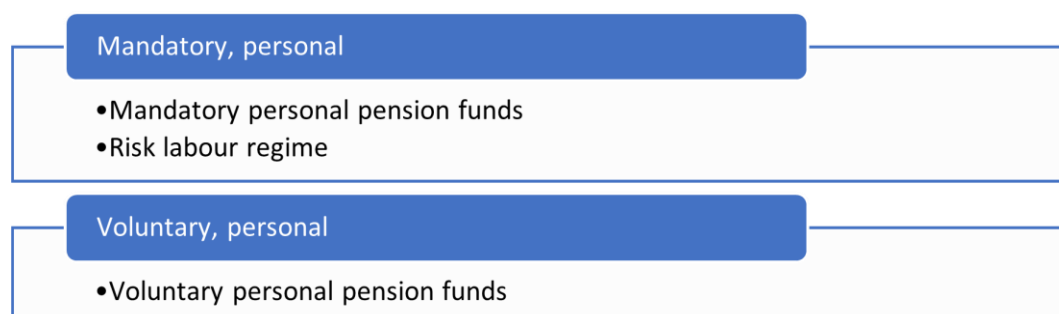 Mandatory, personal
•Mandatory personal pension funds
•Risk labour regime
Voluntary, personal
•Voluntary personal pension funds